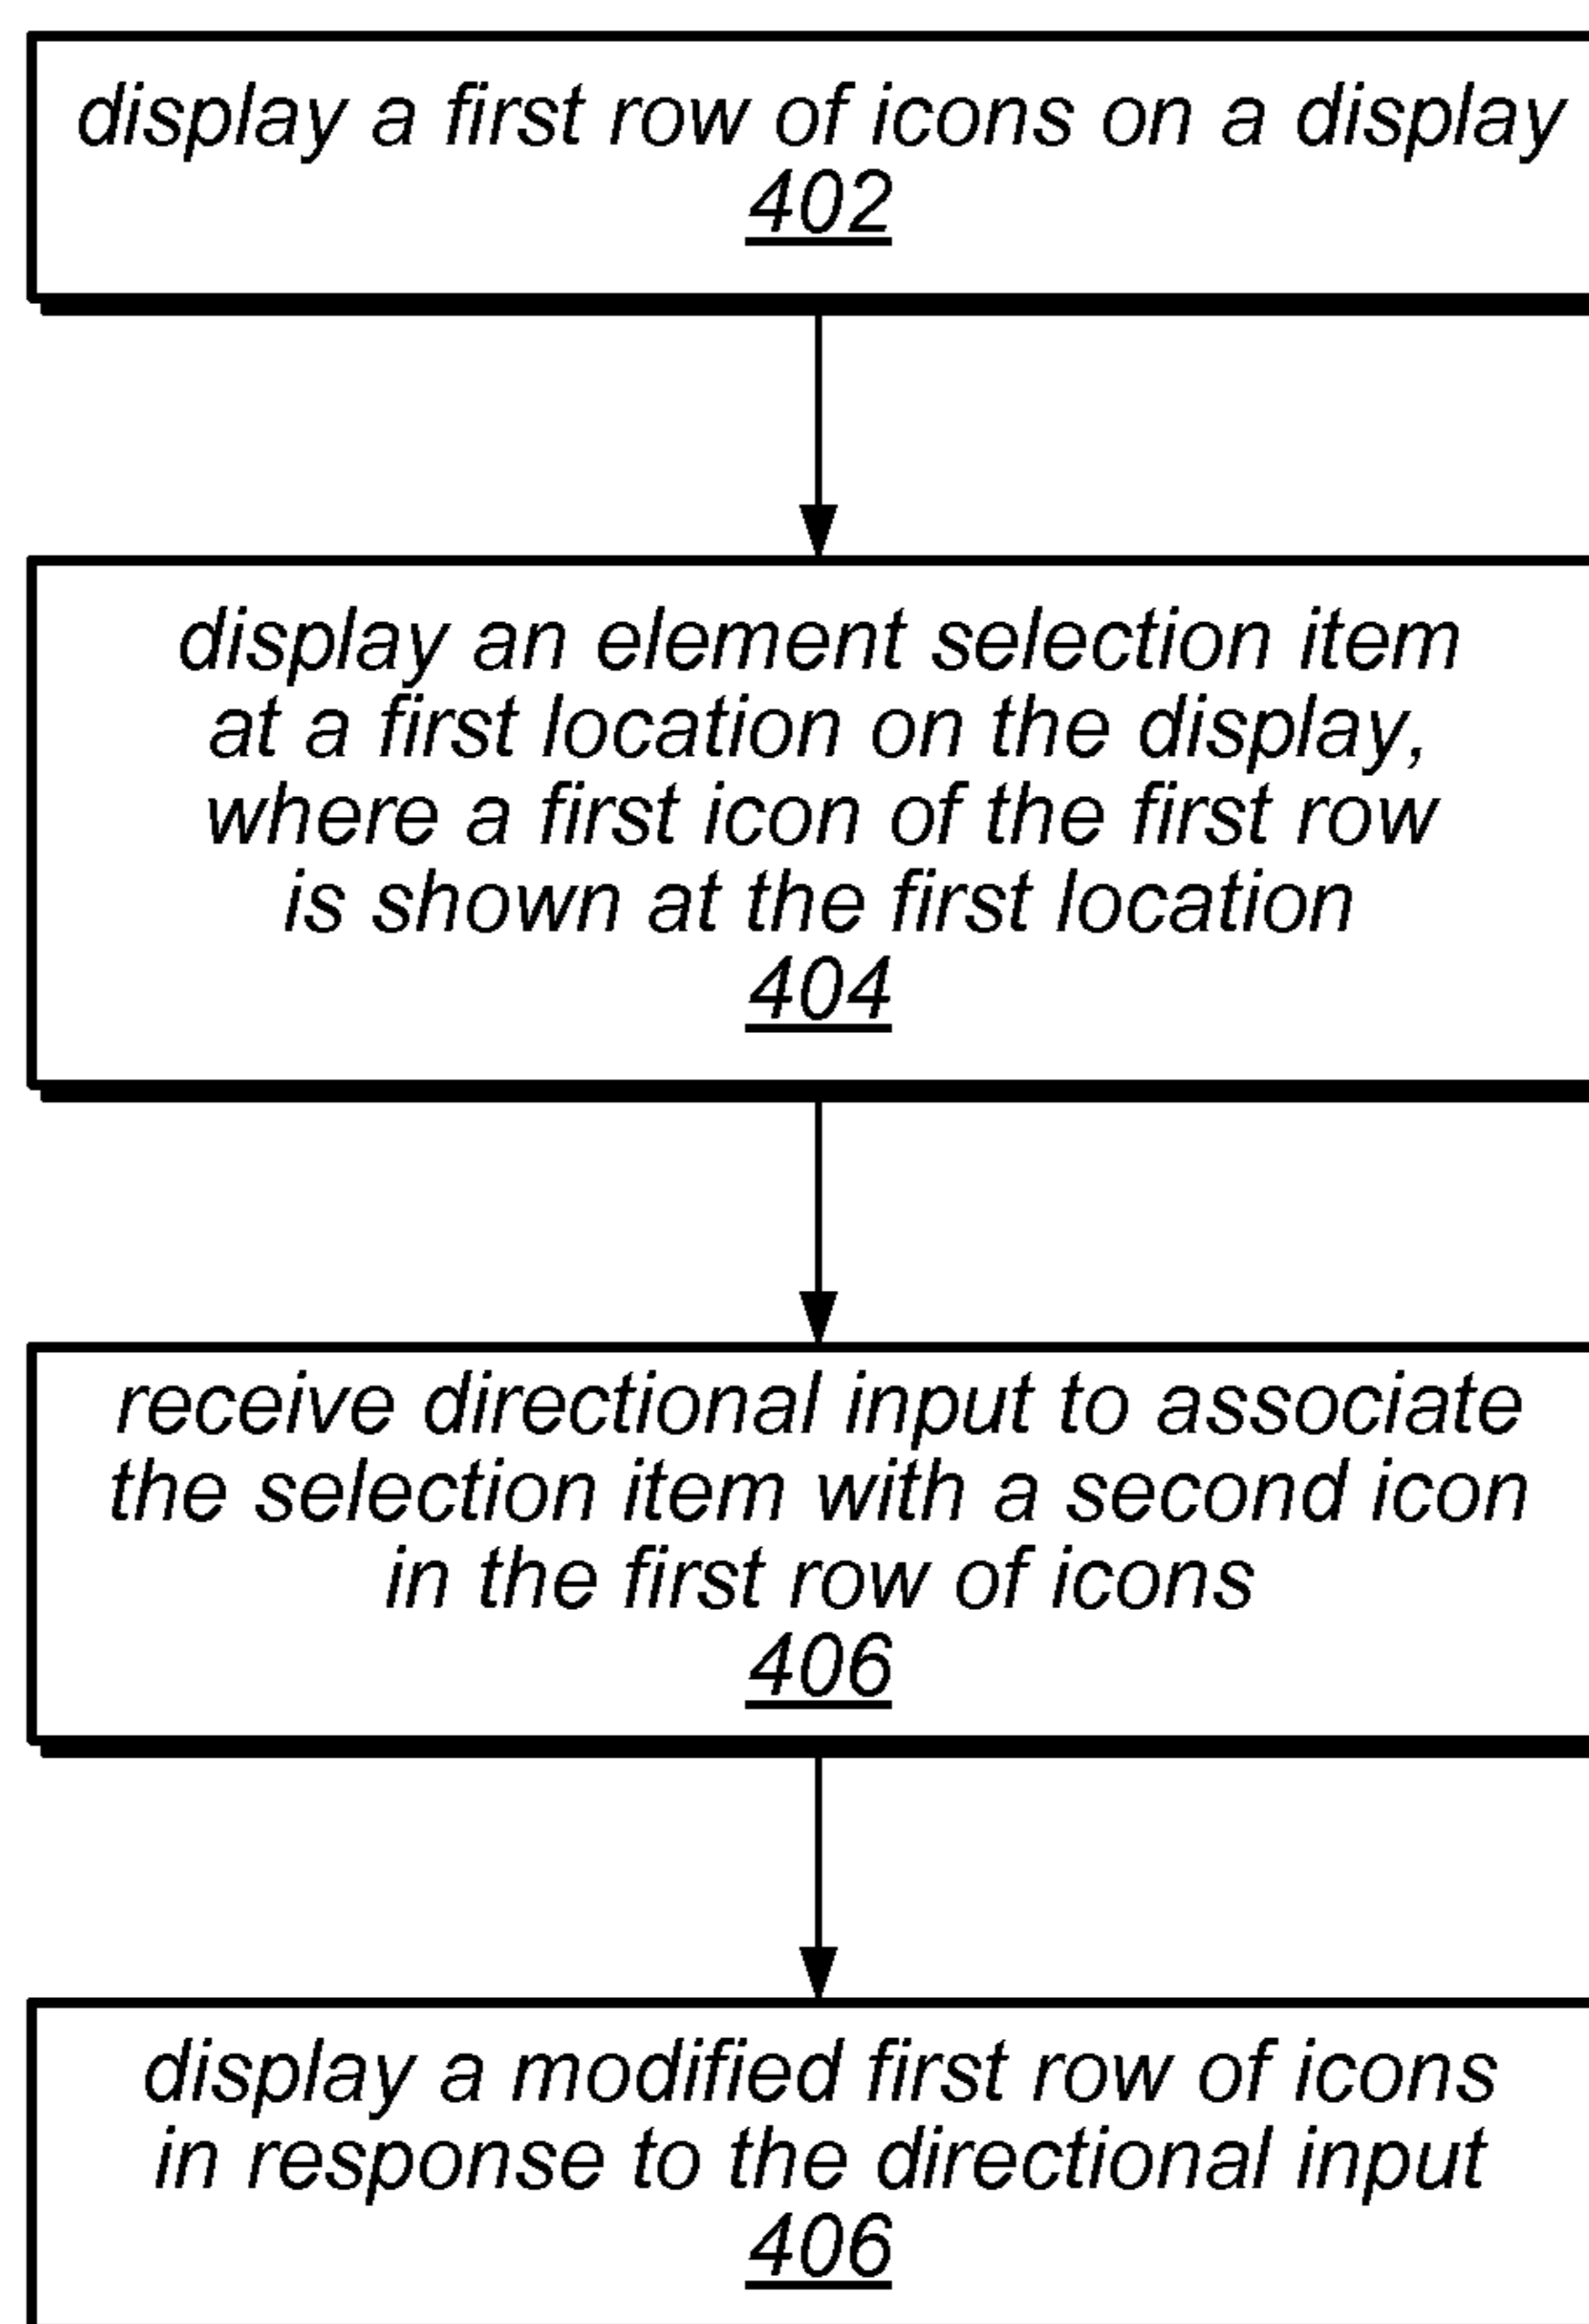 display a first row of icons on a display
402
display an element selection item
at a first location on the display,
where a first icon of the first row
is shown at the first location
404
receive directional input to associate
the selection item with a second icon
in the first row of icons
406
display a modified first row of icons
in response to the directional input
406